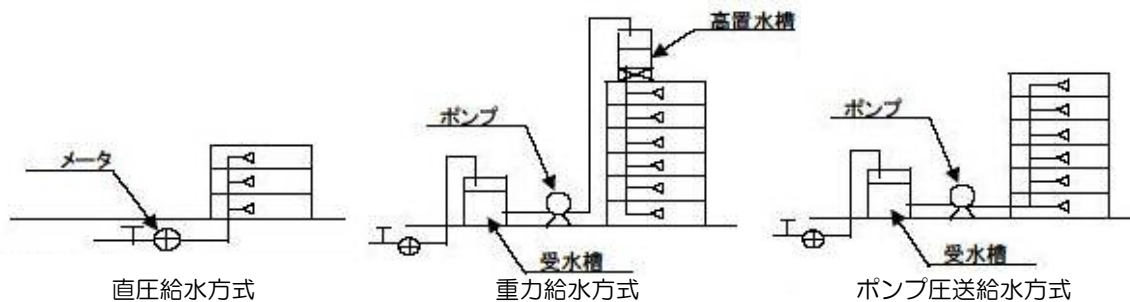 高置水槽
ポンプ
ポンプ
メータ
受水槽
受水槽
直圧給水方式
重力給水方式
ポンプ圧送給水方式